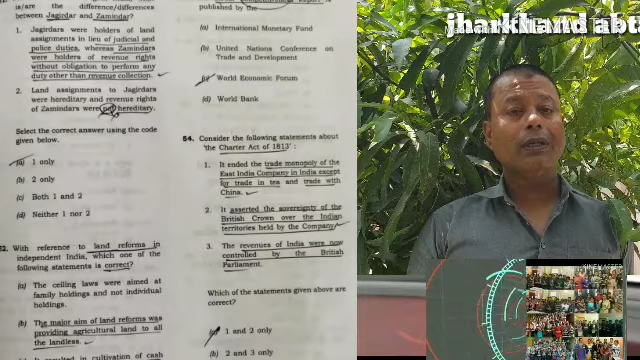 is/are the difference/differences
between Jagirdar and Zamindar?
1. Jagirdars were holders of land
assignments in lieu of judicial and
police duties, whereas Zamindars
were holders of revenue rights
without obligation to perform any
duty other than revenue collection.
2. Land assignments to Jagirdars
were hereditary and revenue rights
of Zamindars were not hereditary.
Select the correct answer using the code
given below.
(a) 1 only
(b) 2 only
(c) Both 1 and 2
(d) Neither 1 nor 2
With reference to land reforms in
independent India, which one of the
following statements is correct?
(a) The ceiling laws were aimed at
family holdings and not individual
holdings.
(b) The major aim of land reforms was
providing agricultural land to all
the landless.
resulted in cultivation of cash
published by the
(a) International Monetary Fund
(b) United Nations Conference on
Trade and Development
(c) World Economic Forum
(d) World Bank
54. Consider the following statements about
'the Charter Act of 1813' :
1. It ended the trade monopoly of the
East India Company in India except
for trade in tea and trade with
China.
2. It asserted the sovereignty of the
British Crown over the Indian
territories held by the Company.
3. The revenues of India were now
controlled by the British
Parliament.
Which of the statements given above are
correct?
(a) 1 and 2 only
(b) 2 and 3 only
jharkhand abt
KINEMASTER